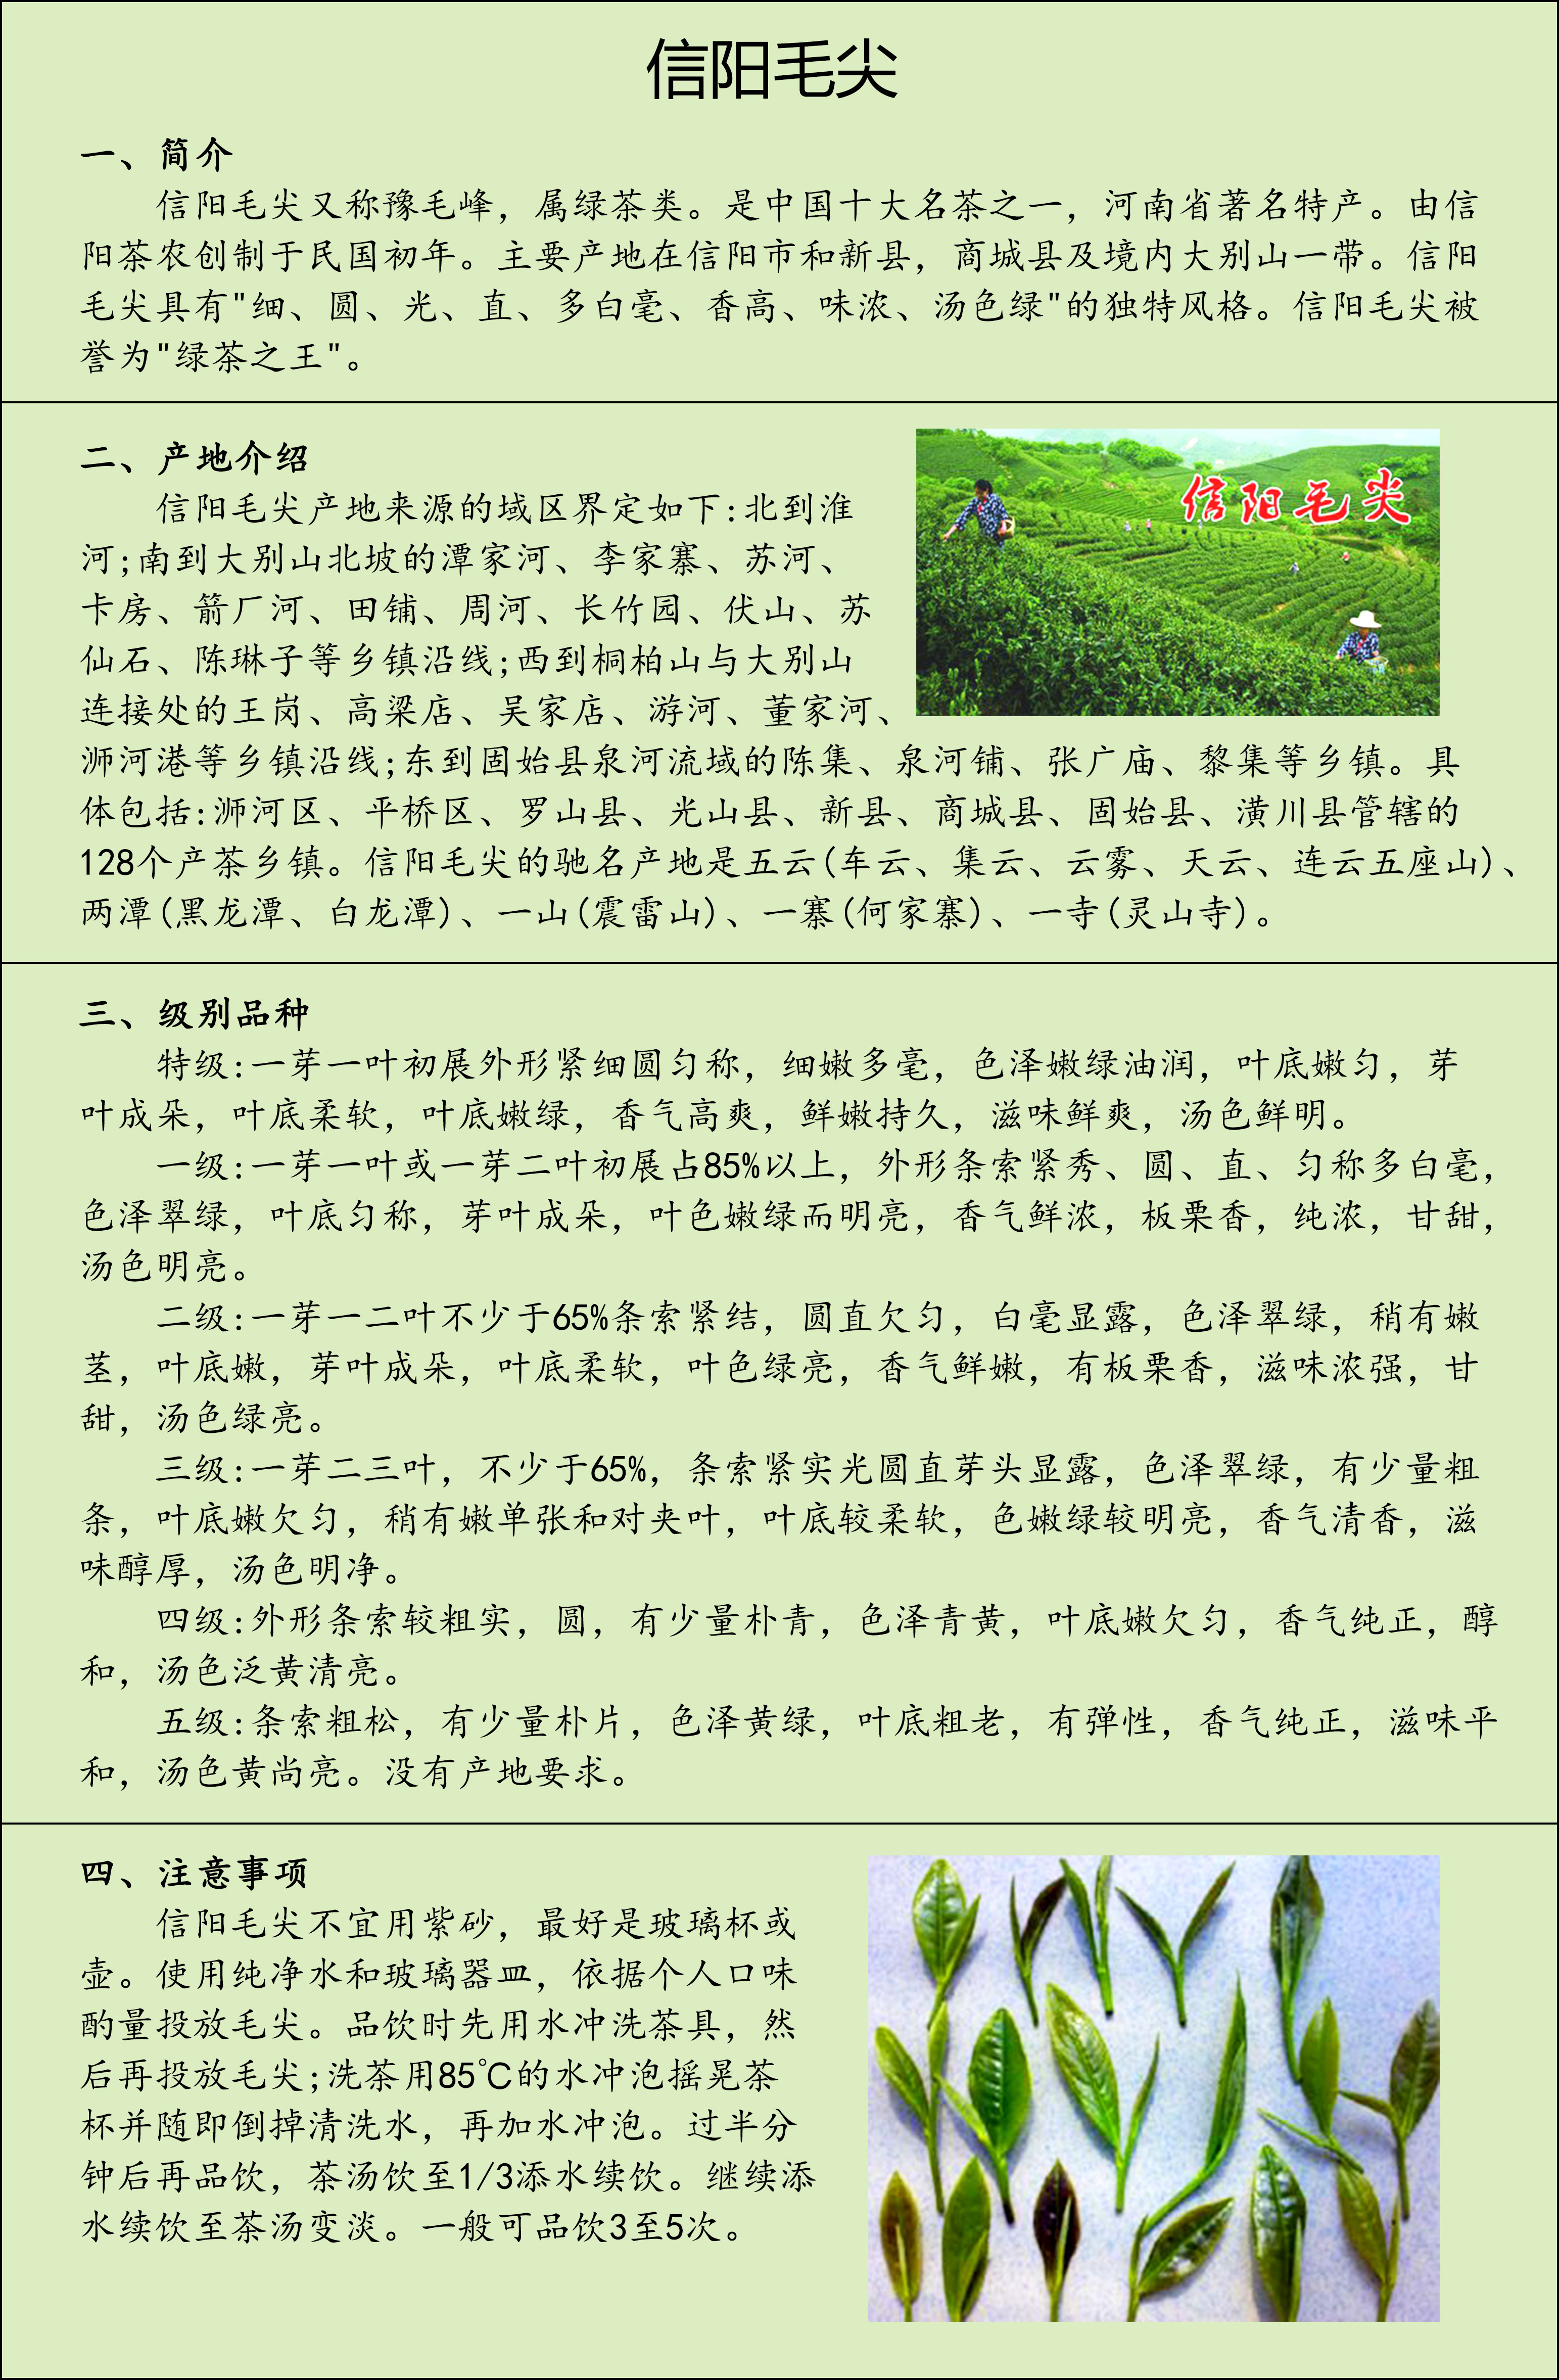 信阳毛尖
一、简介
信阳毛尖又称豫毛峰，属绿茶类。是中国十大名茶之一，河南省著名特产。由信
阳茶农创制于民国初年。主要产地在信阳市和新县，商城县及境内大别山一带。信阳
毛尖具有"细、圆、光、直、多白毫、香高、味浓、汤色绿"的独特风格。信阳毛尖被
誉为"绿茶之王"。
二、产地介绍
信阳毛尖产地来源的域区界定如下:北到淮
河;南到大别山北坡的潭家河、李家寨、苏河、
卡房、箭厂河、田铺、周河、长竹园、伏山、苏
仙石、陈琳子等乡镇沿线;西到桐柏山与大别山
连接处的王岗、高梁店、吴家店、游河、董家河、
浉河港等乡镇沿线;东到固始县泉河流域的陈集、泉河铺、张广庙、黎集等乡镇。具
体包括:浉河区、平桥区、罗山县、光山县、新县、商城县、固始县、潢川县管辖的
128个产茶乡镇。信阳毛尖的驰名产地是五云(车云、集云、云雾、天云、连云五座山)、
两潭(黑龙潭、白龙潭)、一山(震雷山)、一寨(何家寨)、一寺(灵山寺)。
信阳毛尖
三、级别品种
特级:一芽一叶初展外形紧细圆匀称，细嫩多毫，色泽嫩绿油润，叶底嫩匀，芽
叶成朵，叶底柔软，叶底嫩绿，香气高爽，鲜嫩持久，滋味鲜爽，汤色鲜明。
一级:一芽一叶或一芽二叶初展占85%以上，外形条索紧秀、圆、直、匀称多白毫，
色泽翠绿，叶底匀称，芽叶成朵，叶色嫩绿而明亮，香气鲜浓，板栗香，纯浓，甘甜，
汤色明亮。
二级:一芽一二叶不少于65%条索紧结，圆直欠匀，白毫显露，色泽翠绿，稍有嫩
茎，叶底嫩，芽叶成朵，叶底柔软，叶色绿亮，香气鲜嫩，有板栗香，滋味浓强，甘
甜，汤色绿亮。
三级:一芽二三叶，不少于65%，条索紧实光圆直芽头显露，色泽翠绿，有少量粗
条，叶底嫩欠匀，稍有嫩单张和对夹叶，叶底较柔软，色嫩绿较明亮，香气清香，滋
味醇厚，汤色明净。
四级:外形条索较粗实，圆，有少量朴青，色泽青黄，叶底嫩欠匀，香气纯正，醇
和，汤色泛黄清亮。
五级:条索粗松，有少量朴片，色泽黄绿，叶底粗老，有弹性，香气纯正，滋味平
和，汤色黄尚亮。没有产地要求。
四、注意事项
信阳毛尖不宜用紫砂，最好是玻璃杯或
壶。使用纯净水和玻璃器皿，依据个人口味
酌量投放毛尖。品饮时先用水冲洗茶具，然
后再投放毛尖;洗茶用85℃的水冲泡摇晃茶
杯并随即倒掉清洗水，再加水冲泡。过半分
钟后再品饮，茶汤饮至1/3添水续饮。继续添
水续饮至茶汤变淡。一般可品饮3至5次。